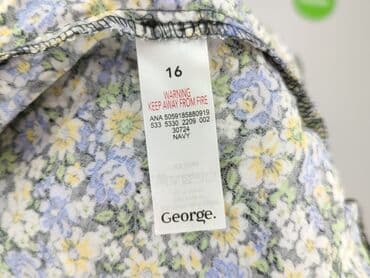 16
WARNING
KEEP AWAY FROM FIRE
ANA 5059185880919
533 5330 2209 002
30724
NAVY
George.